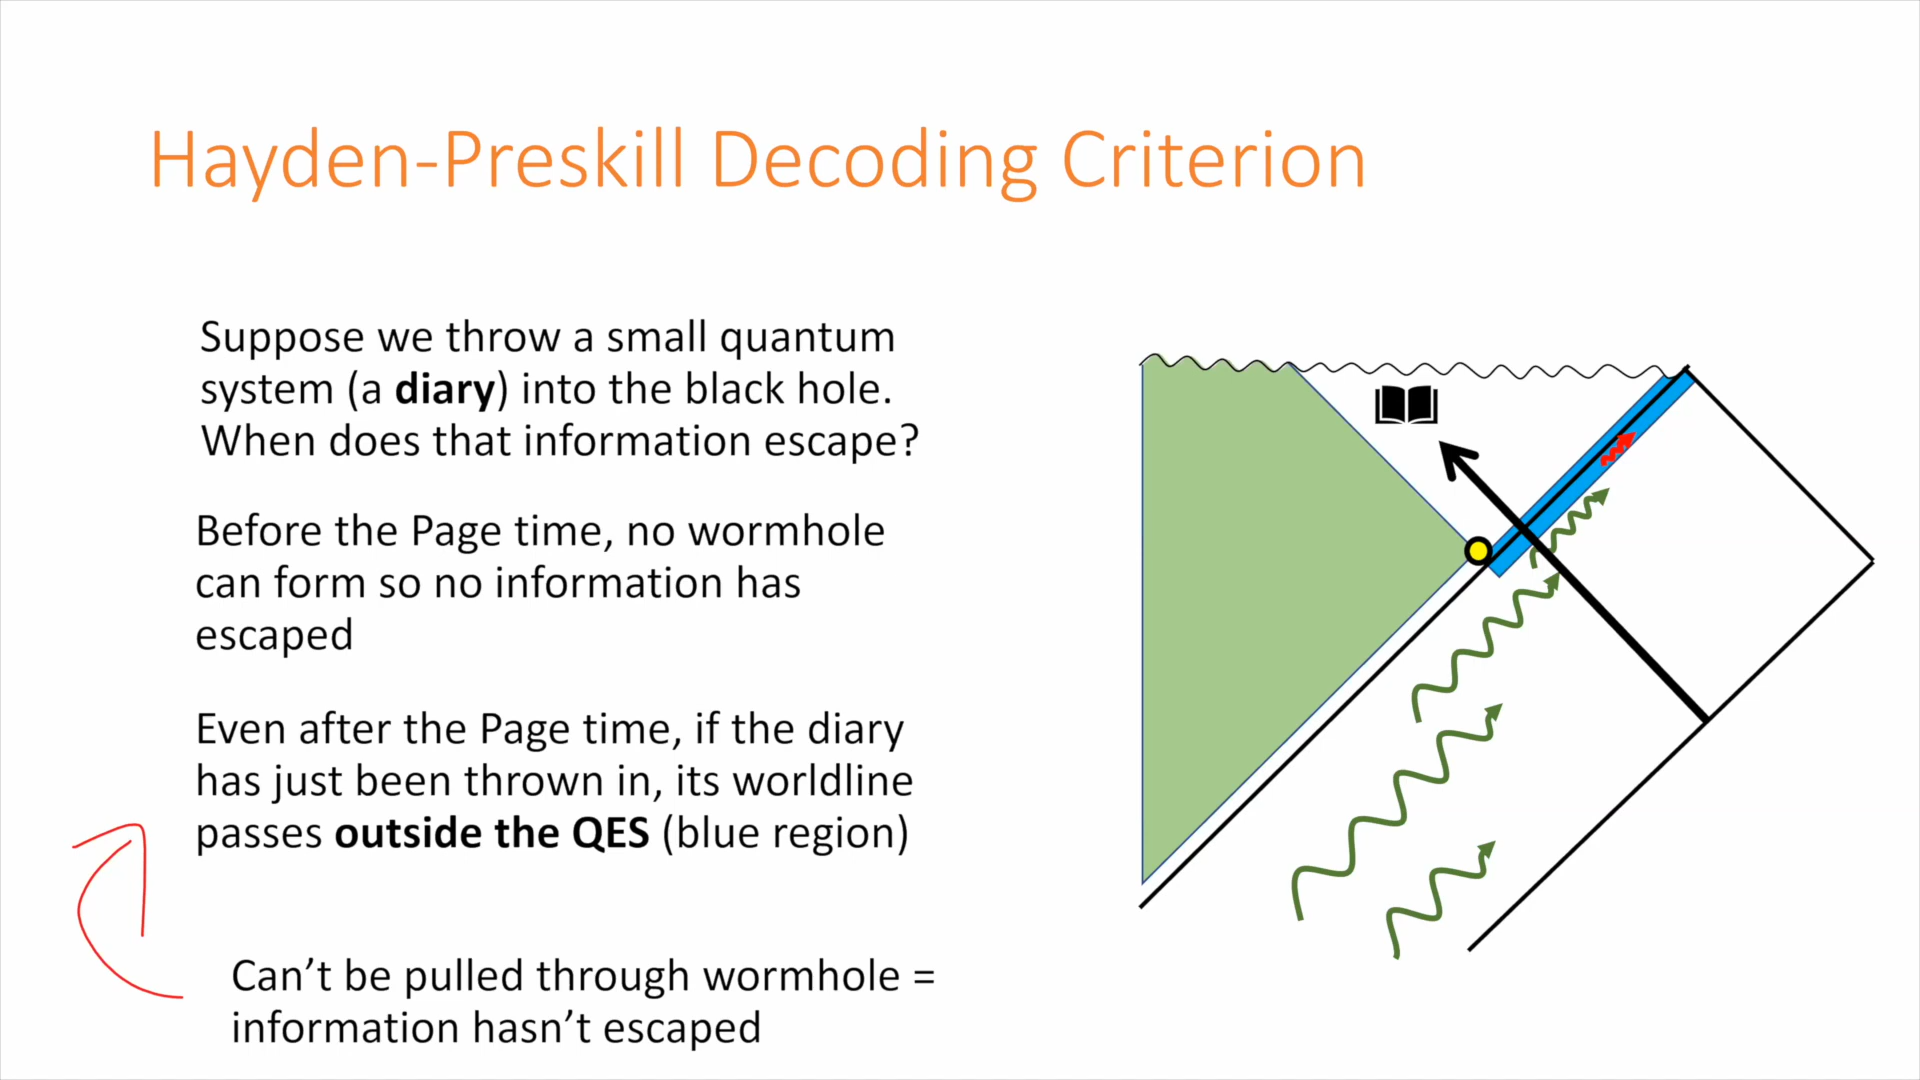 Hayden-Preskill Decoding Criterion
Suppose we throw a small quantum
system (a diary) into the black hole.
When does that information escape?
Before the Page time, no wormhole
can form so no information has
escaped
Even after the Page time, if the diary
has just been thrown in, its worldline
passes outside the QES (blue region)
Can’t be pulled through wormhole =
information hasn’t escaped